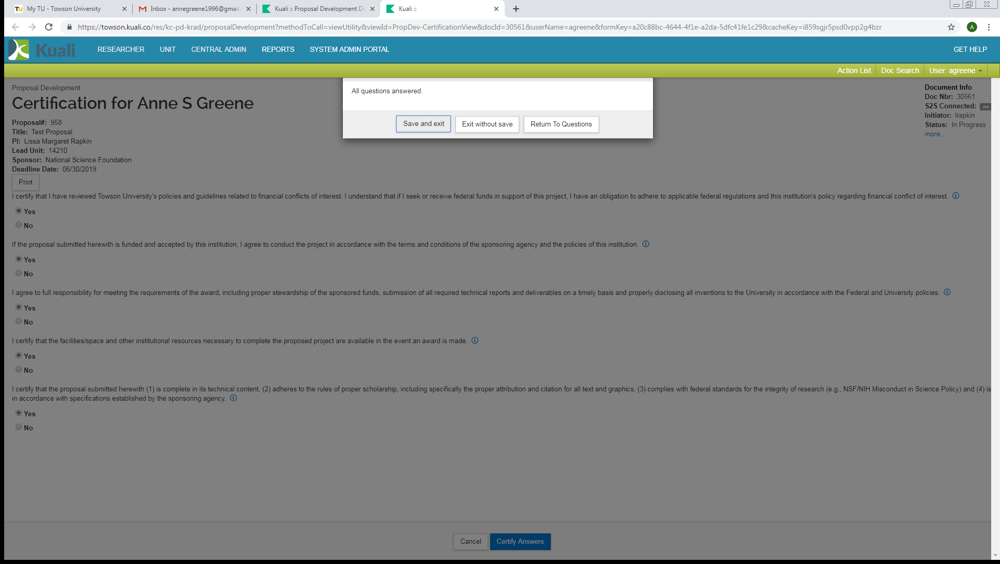 My TU - Towson University
Inbox - annegreene1996@gmail.
Kuali :: Proposal Development Do
Kuali ::
https://towson.kuali.co/res/kc-pd-krad/proposalDevelopment?methodToCall=viewUtility&viewId=PropDev-CertificationView&docId=30561&userName=agreene&formKey=a20c88bc-4644-4f1e-a2da-5dfc41fe1c29&cacheKey=i859sgjr5psd0vpp2g4bzr
A
Kuali
RESEARCHER UNIT CENTRAL ADMIN REPORTS SYSTEM ADMIN PORTAL GET HELP
Action List Doc Search User: agreene
Proposal Development
Certification for Anne S Greene
Proposal#: 958
Title: Test Proposal
PI: Lissa Margaret Rapkin
Lead Unit: 14210
Sponsor: National Science Foundation
Deadline Date: 06/30/2019
Print
Document Info
Doc Nbr: 30561
S2S Connected: no
Initiator: lrapkin
Status: In Progress
more...
All questions answered.
Save and exit Exit without save Return To Questions
I certify that I have reviewed Towson University's policies and guidelines related to financial conflicts of interest. I understand that if I seek or receive federal funds in support of this project, I have an obligation to adhere to applicable federal regulations and this institution's policy regarding financial conflict of interest.
Yes
No
If the proposal submitted herewith is funded and accepted by this institution, I agree to conduct the project in accordance with the terms and conditions of the sponsoring agency and the policies of this institution.
Yes
No
I agree to full responsibility for meeting the requirements of the award, including proper stewardship of the sponsored funds, submission of all required technical reports and deliverables on a timely basis and properly disclosing all inventions to the University in accordance with the Federal and University policies.
Yes
No
I certify that the facilities/space and other institutional resources necessary to complete the proposed project are available in the event an award is made.
Yes
No
I certify that the proposal submitted herewith (1) is complete in its technical content, (2) adheres to the rules of proper scholarship, including specifically the proper attribution and citation for all text and graphics, (3) complies with federal standards for the integrity of research (e.g., NSF/NIH Misconduct in Science Policy) and (4) is
in accordance with specifications established by the sponsoring agency.
Yes
No
Cancel Certify Answers